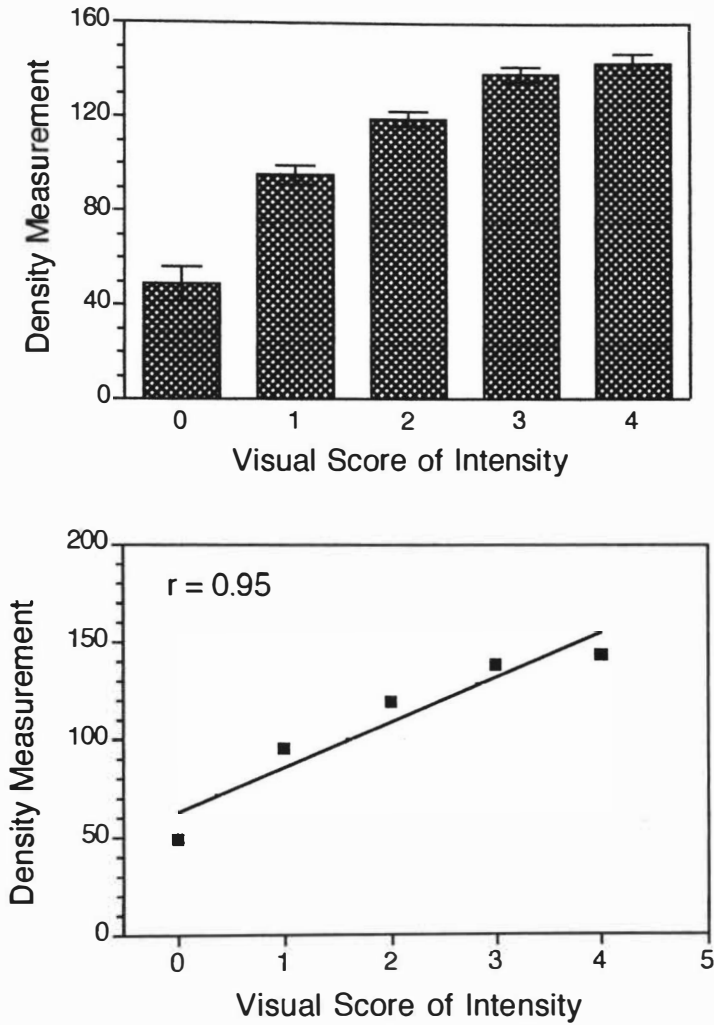 160
120
80
40
0
Density Measurement
0 1 2 3 4
Visual Score of Intensity
200
150
100
50
0
Density Measurement
r = 0.95
0 1 2 3 4 5
Visual Score of Intensity